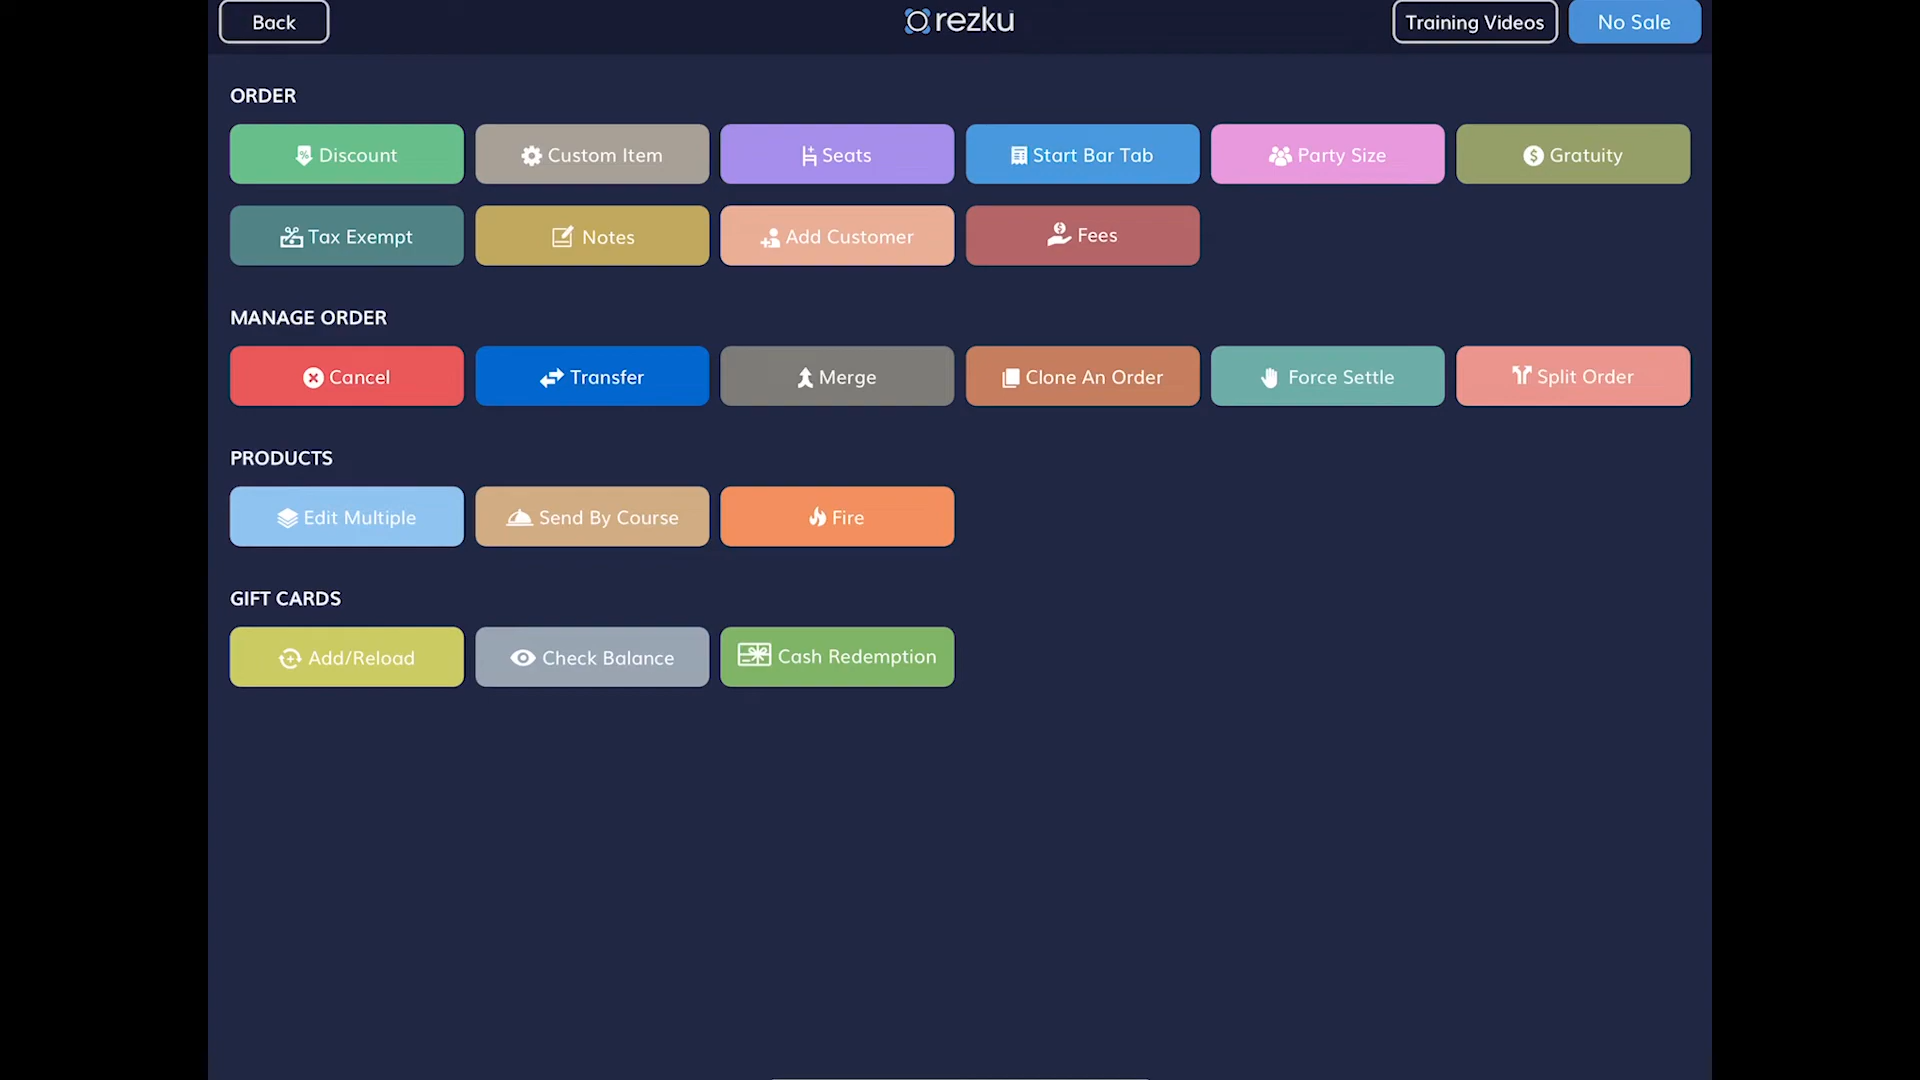 Back
rezku
Training Videos
No Sale
ORDER
Discount
Custom Item
Seats
Start Bar Tab
Party Size
Gratuity
Tax Exempt
Notes
Add Customer
Fees
MANAGE ORDER
Cancel
Transfer
Merge
Clone An Order
Force Settle
Split Order
PRODUCTS
Edit Multiple
Send By Course
Fire
GIFT CARDS
Add/Reload
Check Balance
Cash Redemption